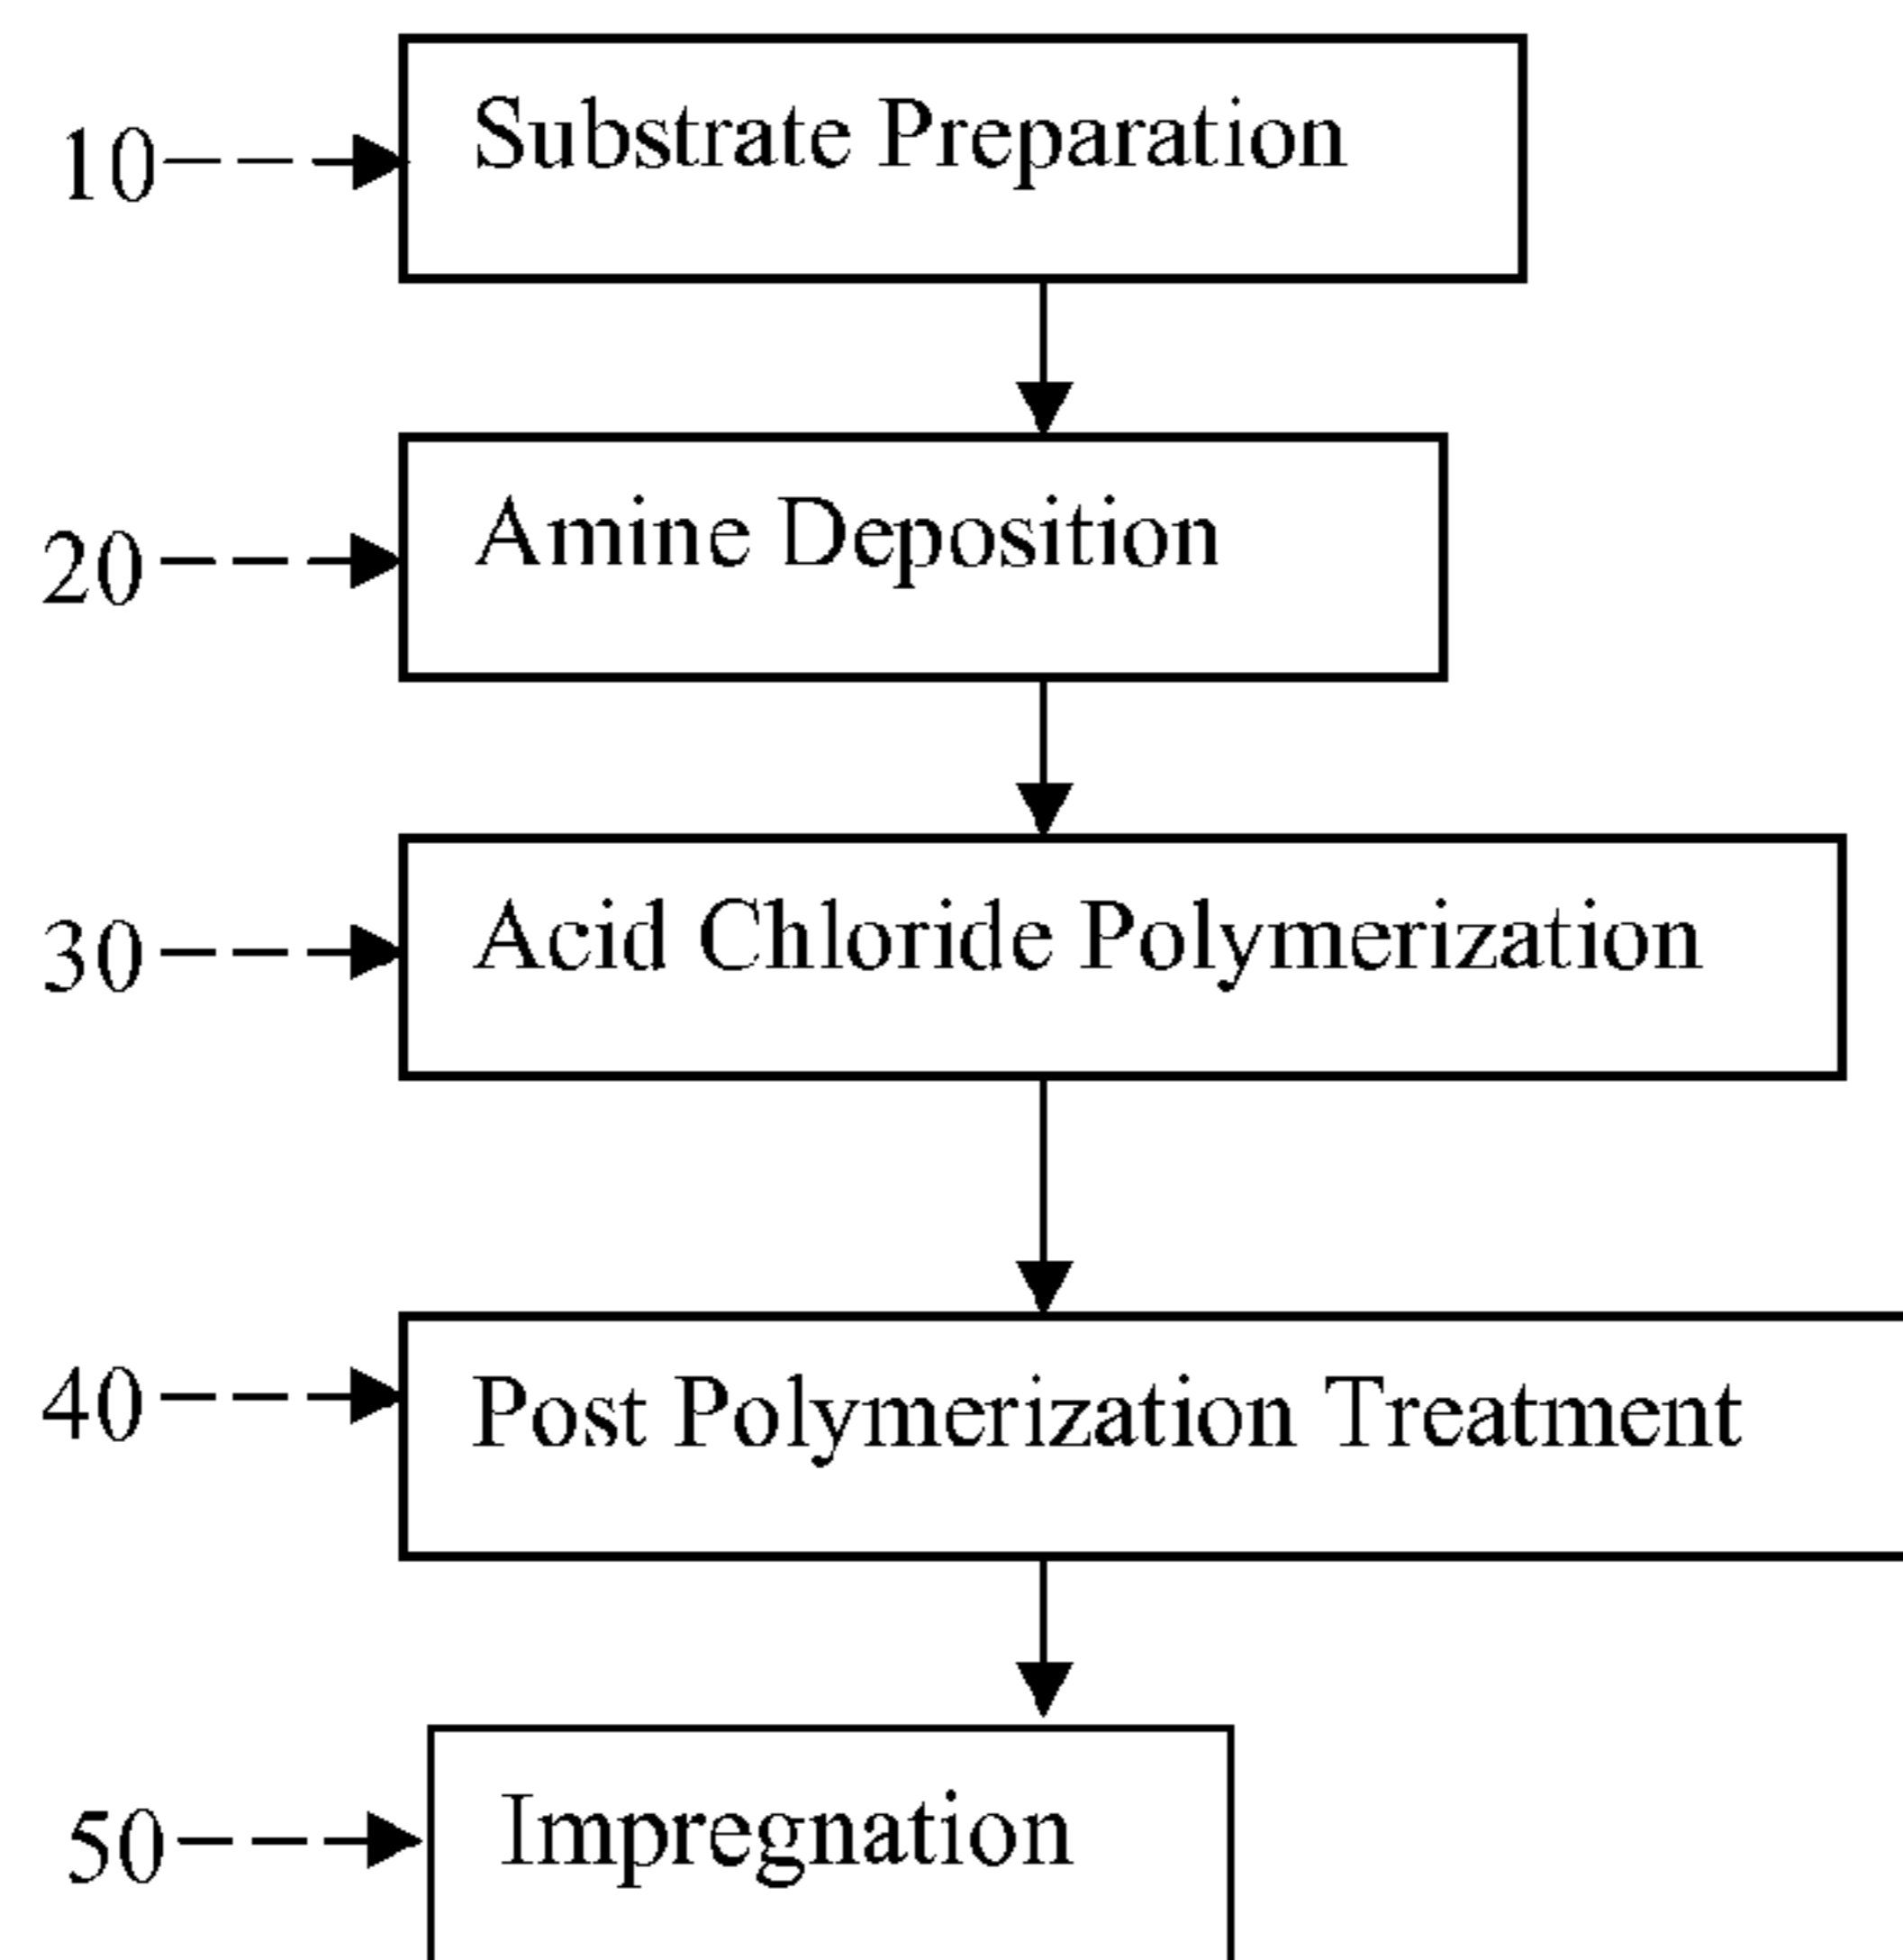 10 Substrate Preparation
20 Amine Deposition
30 Acid Chloride Polymerization
40 Post Polymerization Treatment
50 Impregnation